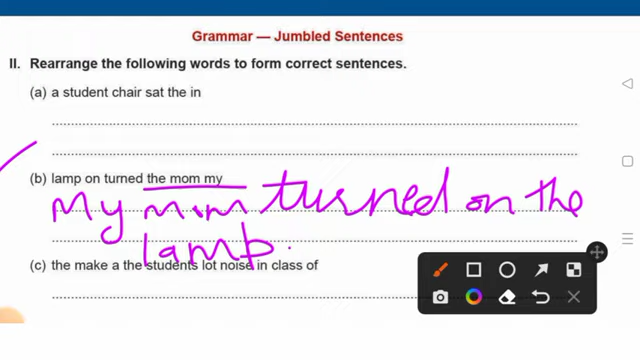 Grammar — Jumbled Sentences
II. Rearrange the following words to form correct sentences.
(a) a student chair sat the in
(b) lamp on turned the mom my
My mom turned on the
lamb.
(c) the make a the students lot noise in class of